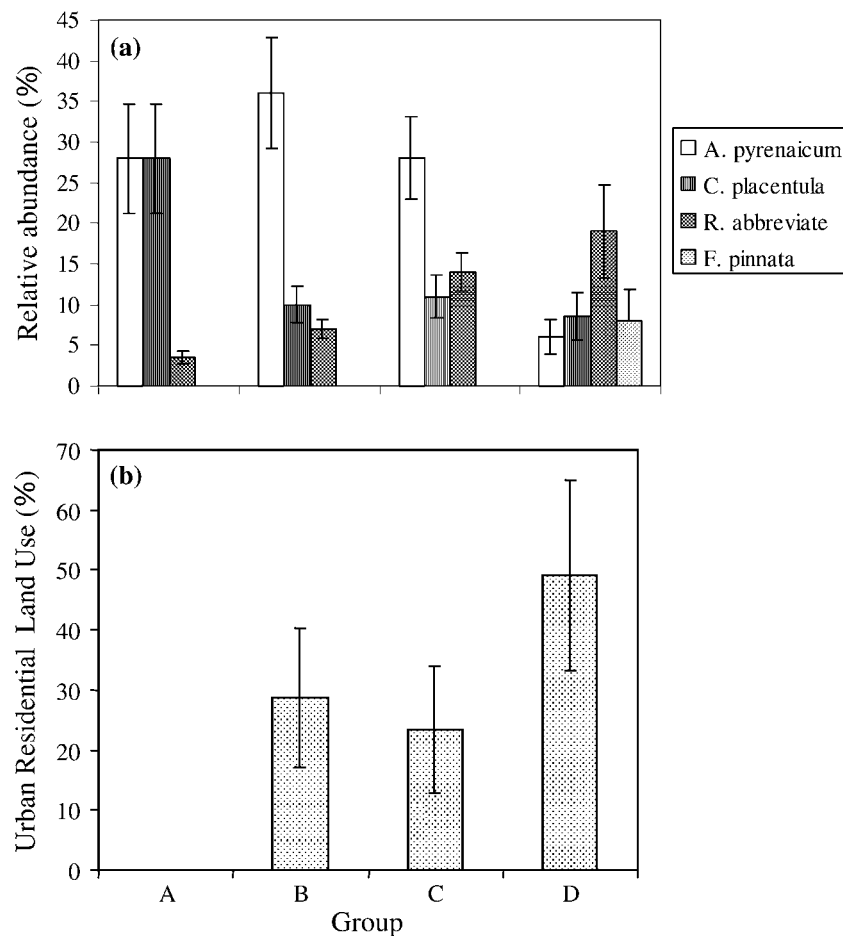 (a)
Relative abundance (%)
45
40
35
30
25
20
15
10
5
0
A. pyrenaicum
C. placentula
R. abbreviate
F. pinnata
(b)
Urban Residential Land Use (%)
70
60
50
40
30
20
10
0
A B C D
Group